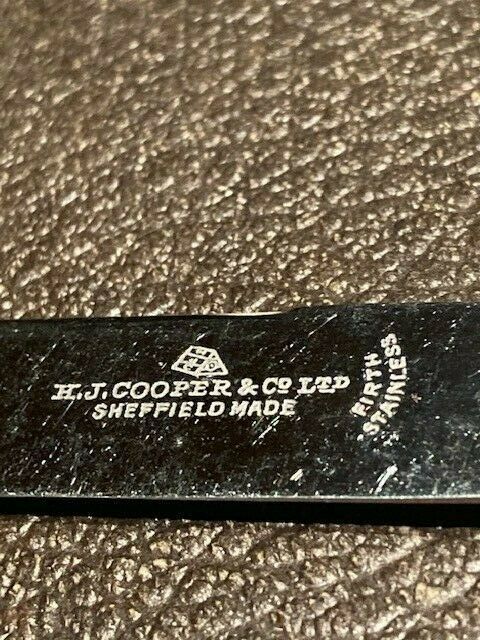 H.J. COOPER & Co LTD
SHEFFIELD MADE
FIRTH
STAINLESS